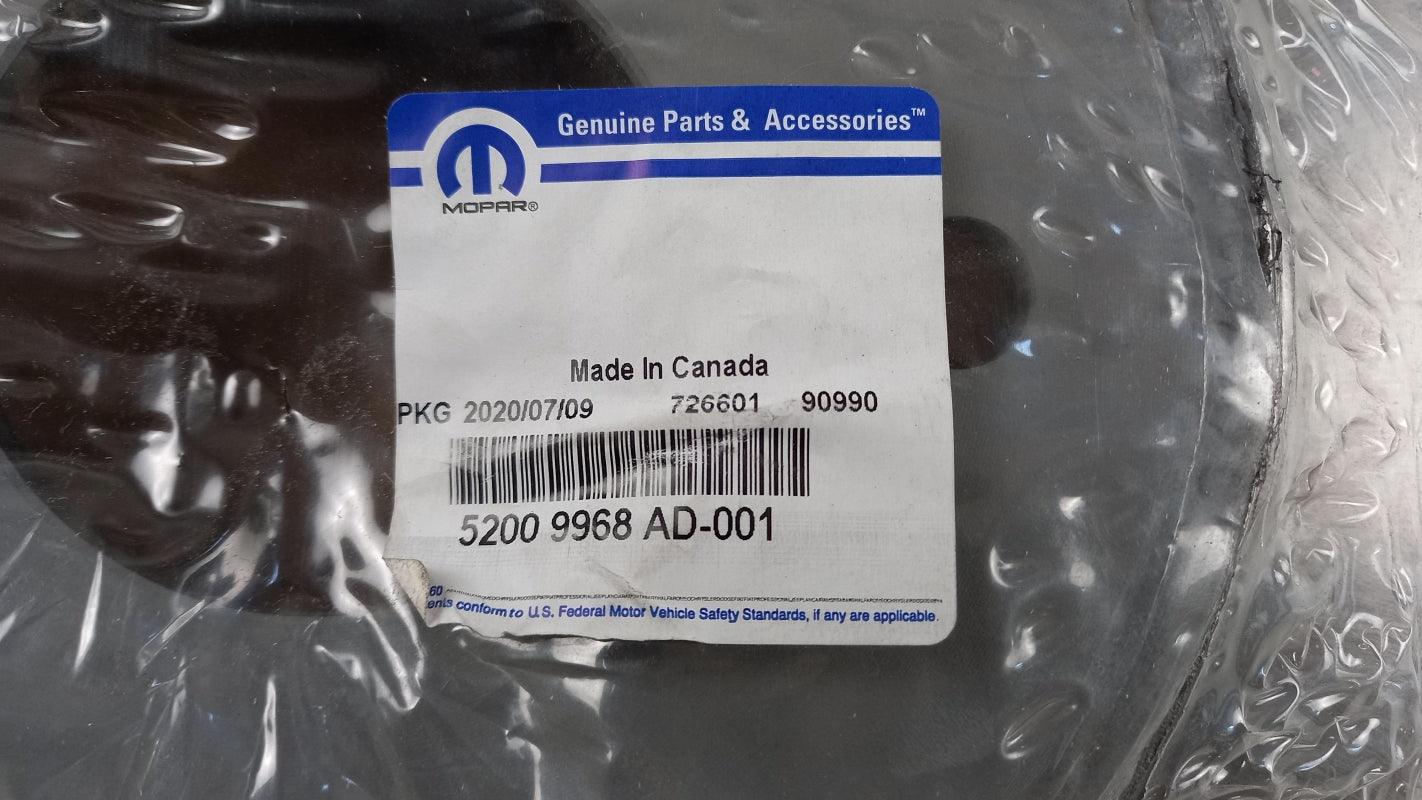 Genuine Parts & Accessories™
MOPAR®
Made In Canada
PKG 2020/07/09 726601 90990
5200 9968 AD-001
60
ents conform to U.S. Federal Motor Vehicle Safety Standards, if any are applicable.